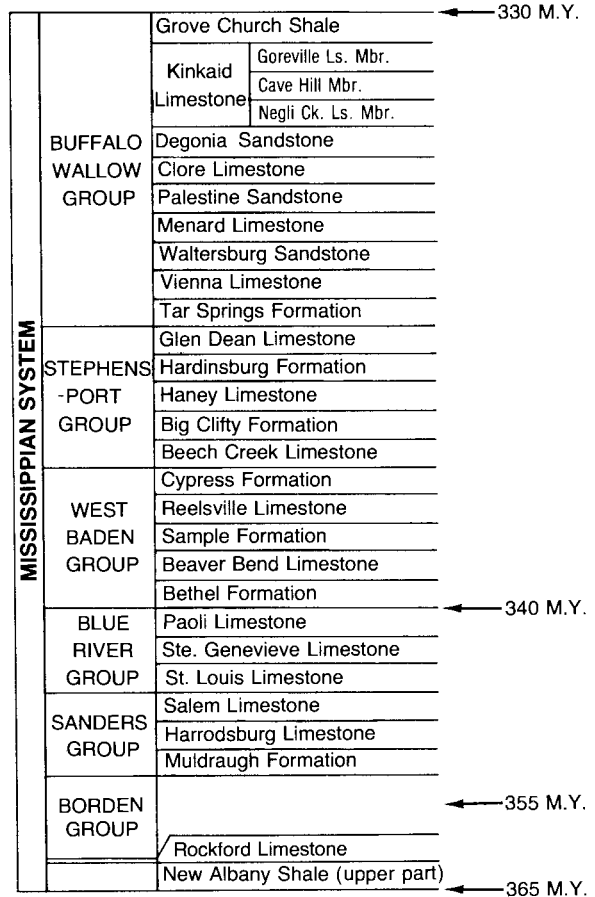 330 M.Y.
MISSISSIPPIAN SYSTEM
BUFFALO
WALLOW
GROUP
Grove Church Shale
Kinkaid
Limestone
Goreville Ls. Mbr.
Cave Hill Mbr.
Negli Ck. Ls. Mbr.
Degonia Sandstone
Clore Limestone
Palestine Sandstone
Menard Limestone
Waltersburg Sandstone
Vienna Limestone
Tar Springs Formation
STEPHENS
-PORT
GROUP
Glen Dean Limestone
Hardinsburg Formation
Haney Limestone
Big Clifty Formation
Beech Creek Limestone
WEST
BADEN
GROUP
Cypress Formation
Reelsville Limestone
Sample Formation
Beaver Bend Limestone
Bethel Formation
340 M.Y.
BLUE
RIVER
GROUP
Paoli Limestone
Ste. Genevieve Limestone
St. Louis Limestone
SANDERS
GROUP
Salem Limestone
Harrodsburg Limestone
Muldraugh Formation
BORDEN
GROUP
355 M.Y.
Rockford Limestone
New Albany Shale (upper part)
365 M.Y.